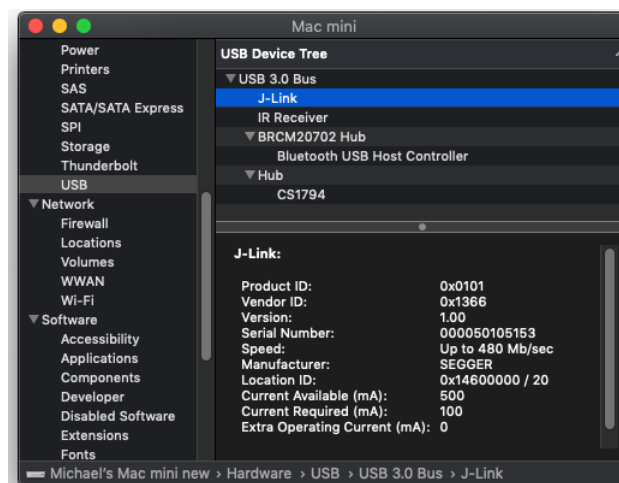 Mac mini
Power
Printers
SAS
SATA/SATA Express
SPI
Storage
Thunderbolt
USB
Network
Firewall
Locations
Volumes
WWAN
Wi-Fi
Software
Accessibility
Applications
Components
Developer
Disabled Software
Extensions
Fonts
USB Device Tree
USB 3.0 Bus
J-Link
IR Receiver
BRCM20702 Hub
Bluetooth USB Host Controller
Hub
CS1794
J-Link:
Product ID: 0x0101
Vendor ID: 0x1366
Version: 1.00
Serial Number: 000050105153
Speed: Up to 480 Mb/sec
Manufacturer: SEGGER
Location ID: 0x14600000 / 20
Current Available (mA): 500
Current Required (mA): 100
Extra Operating Current (mA): 0
Michael's Mac mini new › Hardware › USB › USB 3.0 Bus › J-Link